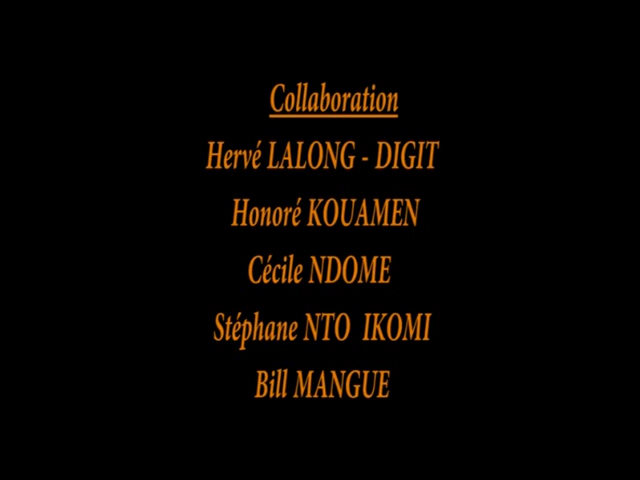 Collaboration
Hervé LALONG - DIGIT
Honoré KOUAMEN
Cécile NDOME
Stéphane NTO IKOMI
Bill MANGUE